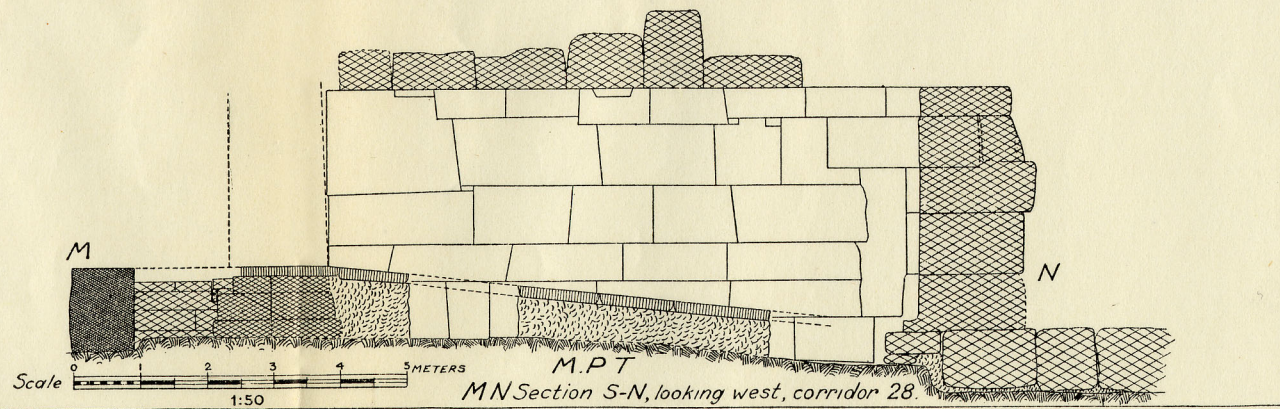 M
N
0 1 2 3 4 5 METERS
Scale
1:50
M.P T
MN Section S-N, looking west, corridor 28.